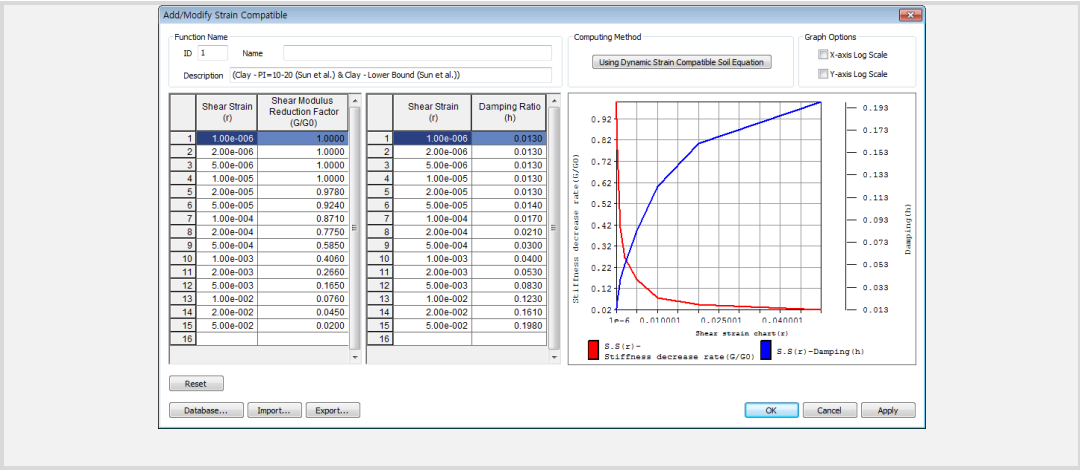 Add/Modify Strain Compatible
Function Name
ID 1 Name
Description (Clay - PI=10-20 (Sun et al.) & Clay - Lower Bound (Sun et al.))
Computing Method
Using Dynamic Strain Compatible Soil Equation
Graph Options
X-axis Log Scale
Y-axis Log Scale
Shear Strain (r) Shear Modulus Reduction Factor (G/G0)
1 1.00e-006 1.0000
2 2.00e-006 1.0000
3 5.00e-006 1.0000
4 1.00e-005 1.0000
5 2.00e-005 0.9780
6 5.00e-005 0.9240
7 1.00e-004 0.8710
8 2.00e-004 0.7750
9 5.00e-004 0.5850
10 1.00e-003 0.4060
11 2.00e-003 0.2660
12 5.00e-003 0.1650
13 1.00e-002 0.0760
14 2.00e-002 0.0450
15 5.00e-002 0.0200
16
Shear Strain (r) Damping Ratio (h)
1 1.00e-006 0.0130
2 2.00e-006 0.0130
3 5.00e-006 0.0130
4 1.00e-005 0.0130
5 2.00e-005 0.0130
6 5.00e-005 0.0140
7 1.00e-004 0.0170
8 2.00e-004 0.0210
9 5.00e-004 0.0300
10 1.00e-003 0.0400
11 2.00e-003 0.0530
12 5.00e-003 0.0830
13 1.00e-002 0.1230
14 2.00e-002 0.1610
15 5.00e-002 0.1980
16
Stiffness decrease rate(G/G0)
0.92
0.82
0.72
0.62
0.52
0.42
0.32
0.22
0.12
0.02
1e-6 0.010001 0.025001 0.040001
Shear strain chart(r)
0.193
0.173
0.153
0.133
0.113
0.093
0.073
0.053
0.033
0.013
Damping(h)
S.S(r)-
Stiffness decrease rate(G/G0)
S.S(r)-Damping(h)
Reset
Database... Import... Export...
OK Cancel Apply